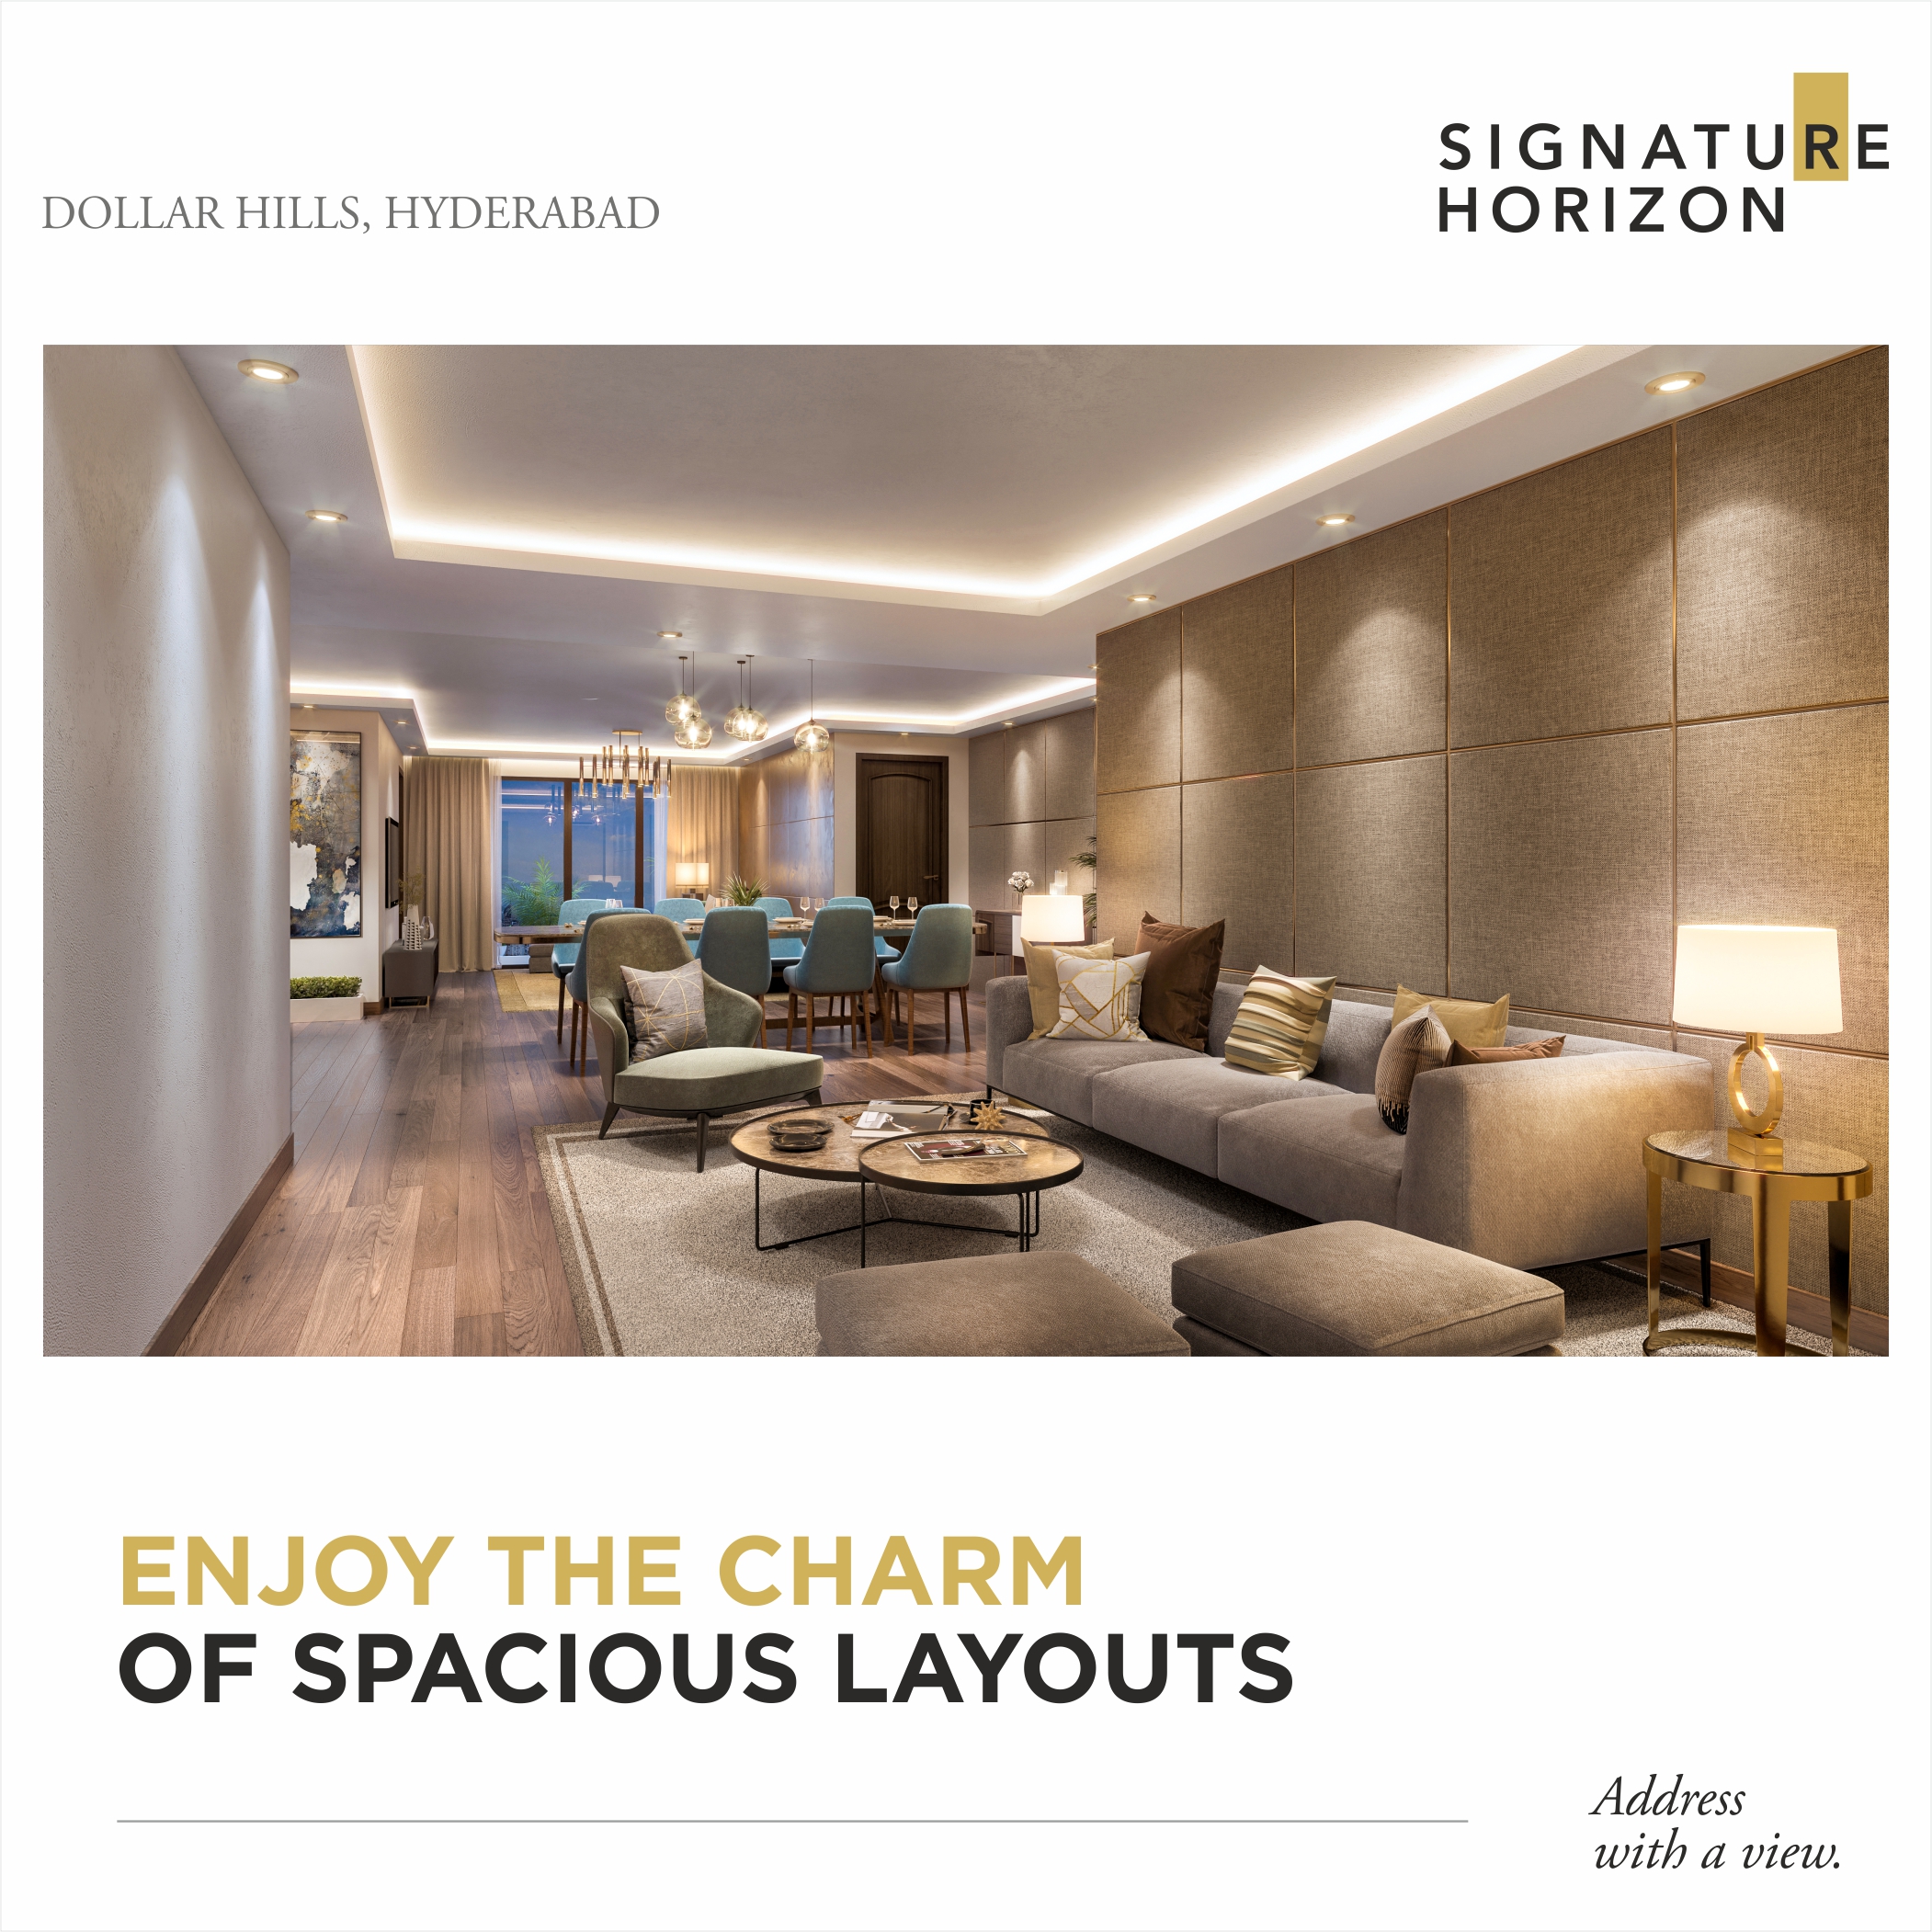 DOLLAR HILLS, HYDERABAD
SIGNATURE
HORIZON
ENJOY THE CHARM
OF SPACIOUS LAYOUTS
Address
with a view.